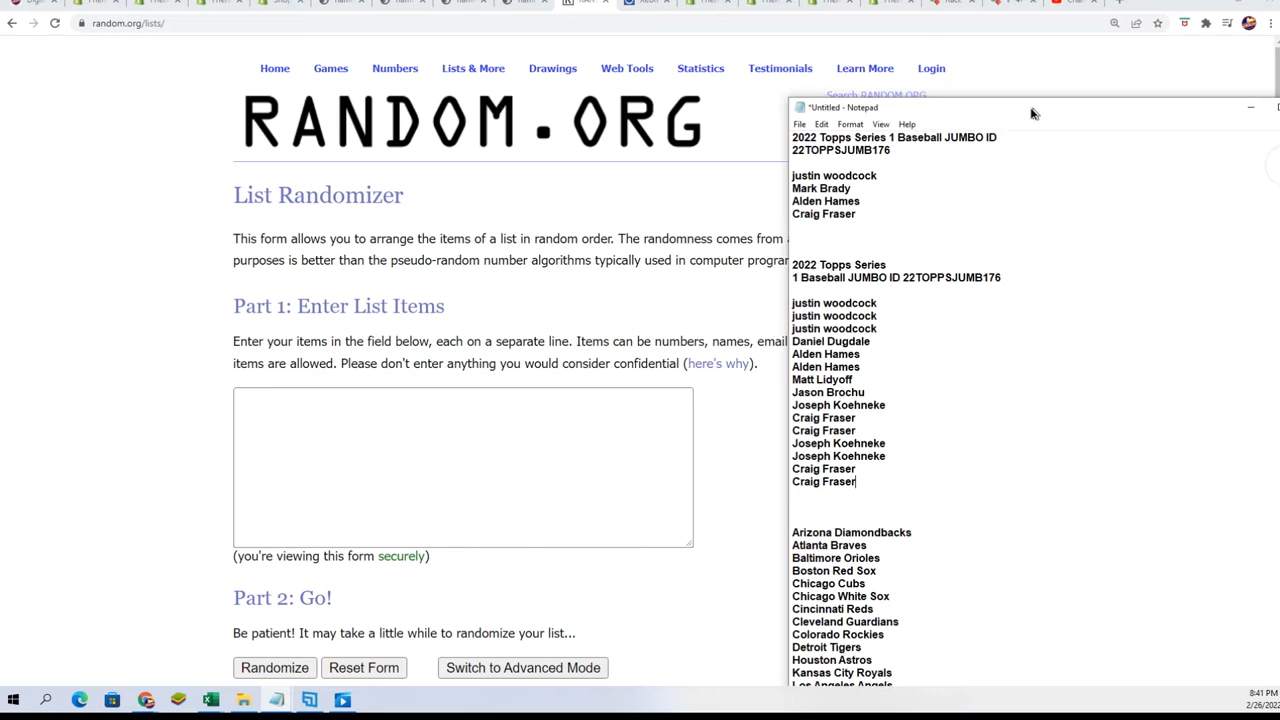 random.org/lists/
Home Games Numbers Lists & More Drawings Web Tools Statistics Testimonials Learn More Login
Search RANDOM.ORG
RANDOM.ORG
List Randomizer
This form allows you to arrange the items of a list in random order. The randomness comes from
purposes is better than the pseudo-random number algorithms typically used in computer
Part 1: Enter List Items
Enter your items in the field below, each on a separate line. Items can be numbers, names,
items are allowed. Please don't enter anything you would consider confidential (here's why).
(you're viewing this form securely)
Part 2: Go!
Be patient! It may take a little while to randomize your list...
Randomize Reset Form Switch to Advanced Mode
*Untitled - Notepad
File Edit Format View Help
2022 Topps Series 1 Baseball JUMBO ID
22TOPPSJUMB176
justin woodcock
Mark Brady
Alden Hames
Craig Fraser
2022 Topps Series
1 Baseball JUMBO ID 22TOPPSJUMB176
justin woodcock
justin woodcock
justin woodcock
Daniel Dugdale
Alden Hames
Alden Hames
Matt Lidyoff
Jason Brochu
Joseph Koehneke
Craig Fraser
Craig Fraser
Joseph Koehneke
Joseph Koehneke
Craig Fraser
Craig Fraser
Arizona Diamondbacks
Atlanta Braves
Baltimore Orioles
Boston Red Sox
Chicago Cubs
Chicago White Sox
Cincinnati Reds
Cleveland Guardians
Colorado Rockies
Detroit Tigers
Houston Astros
Kansas City Royals
Los Angeles Angels
8:41 PM